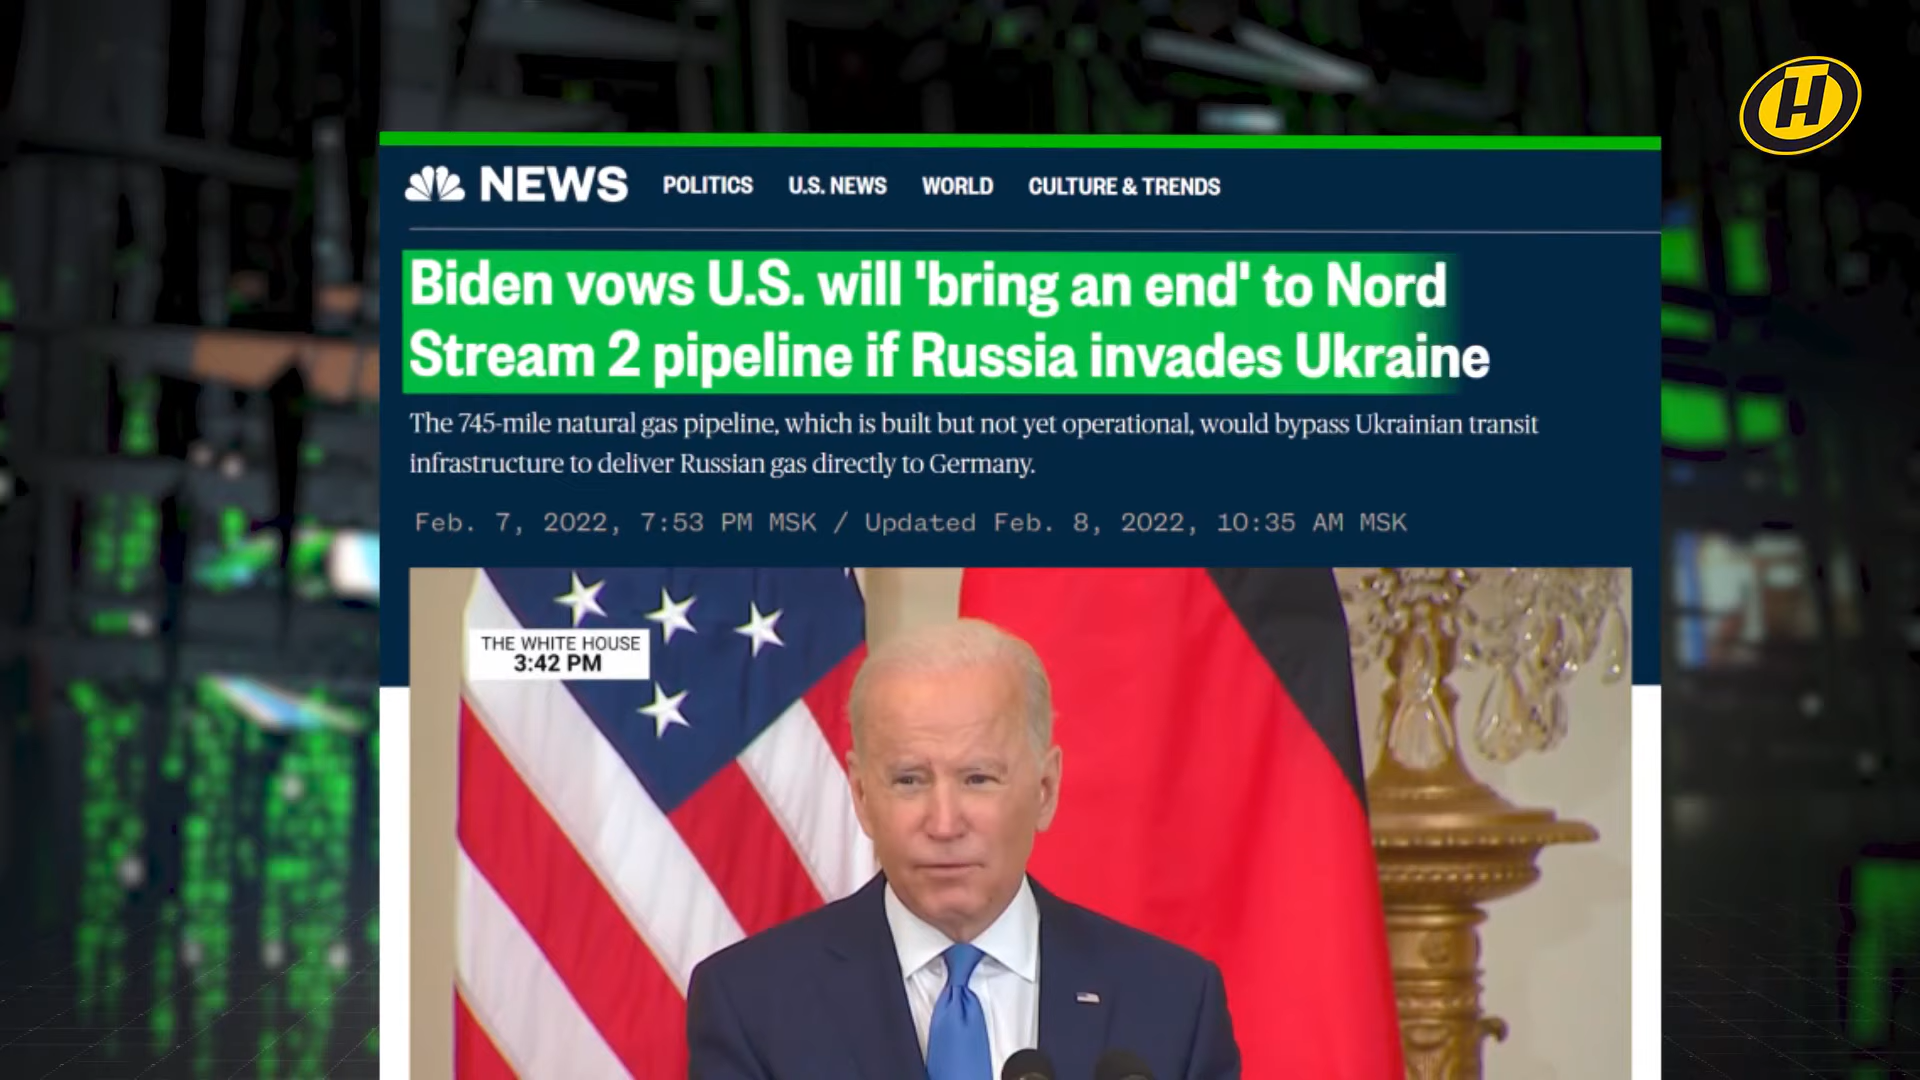 НТ
NEWS POLITICS U.S. NEWS WORLD CULTURE & TRENDS
Biden vows U.S. will 'bring an end' to Nord
Stream 2 pipeline if Russia invades Ukraine
The 745-mile natural gas pipeline, which is built but not yet operational, would bypass Ukrainian transit
infrastructure to deliver Russian gas directly to Germany.
Feb. 7, 2022, 7:53 PM MSK / Updated Feb. 8, 2022, 10:35 AM MSK
THE WHITE HOUSE
3:42 PM